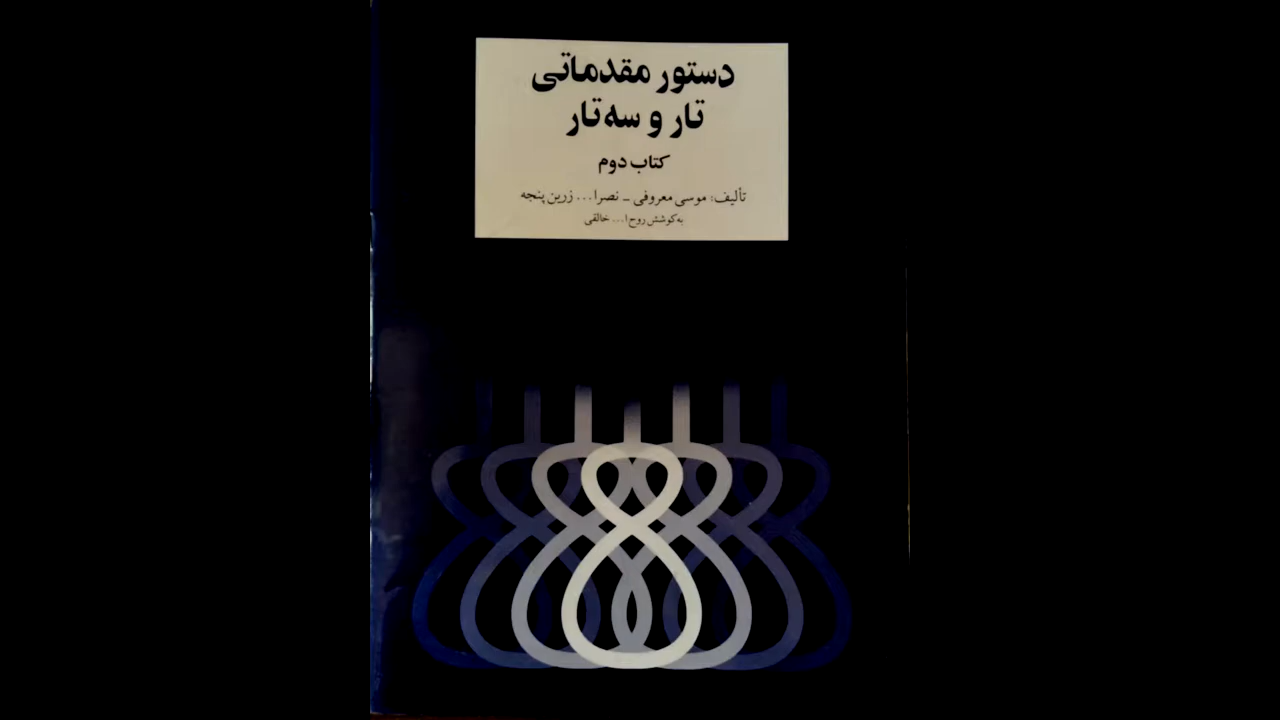 دستور مقدماتی
تار و سه‌تار
کتاب دوم
تألیف: موسی معروفی ـ نصرا... زرین‌پنجه
به‌کوشش روح‌ا... خالقی